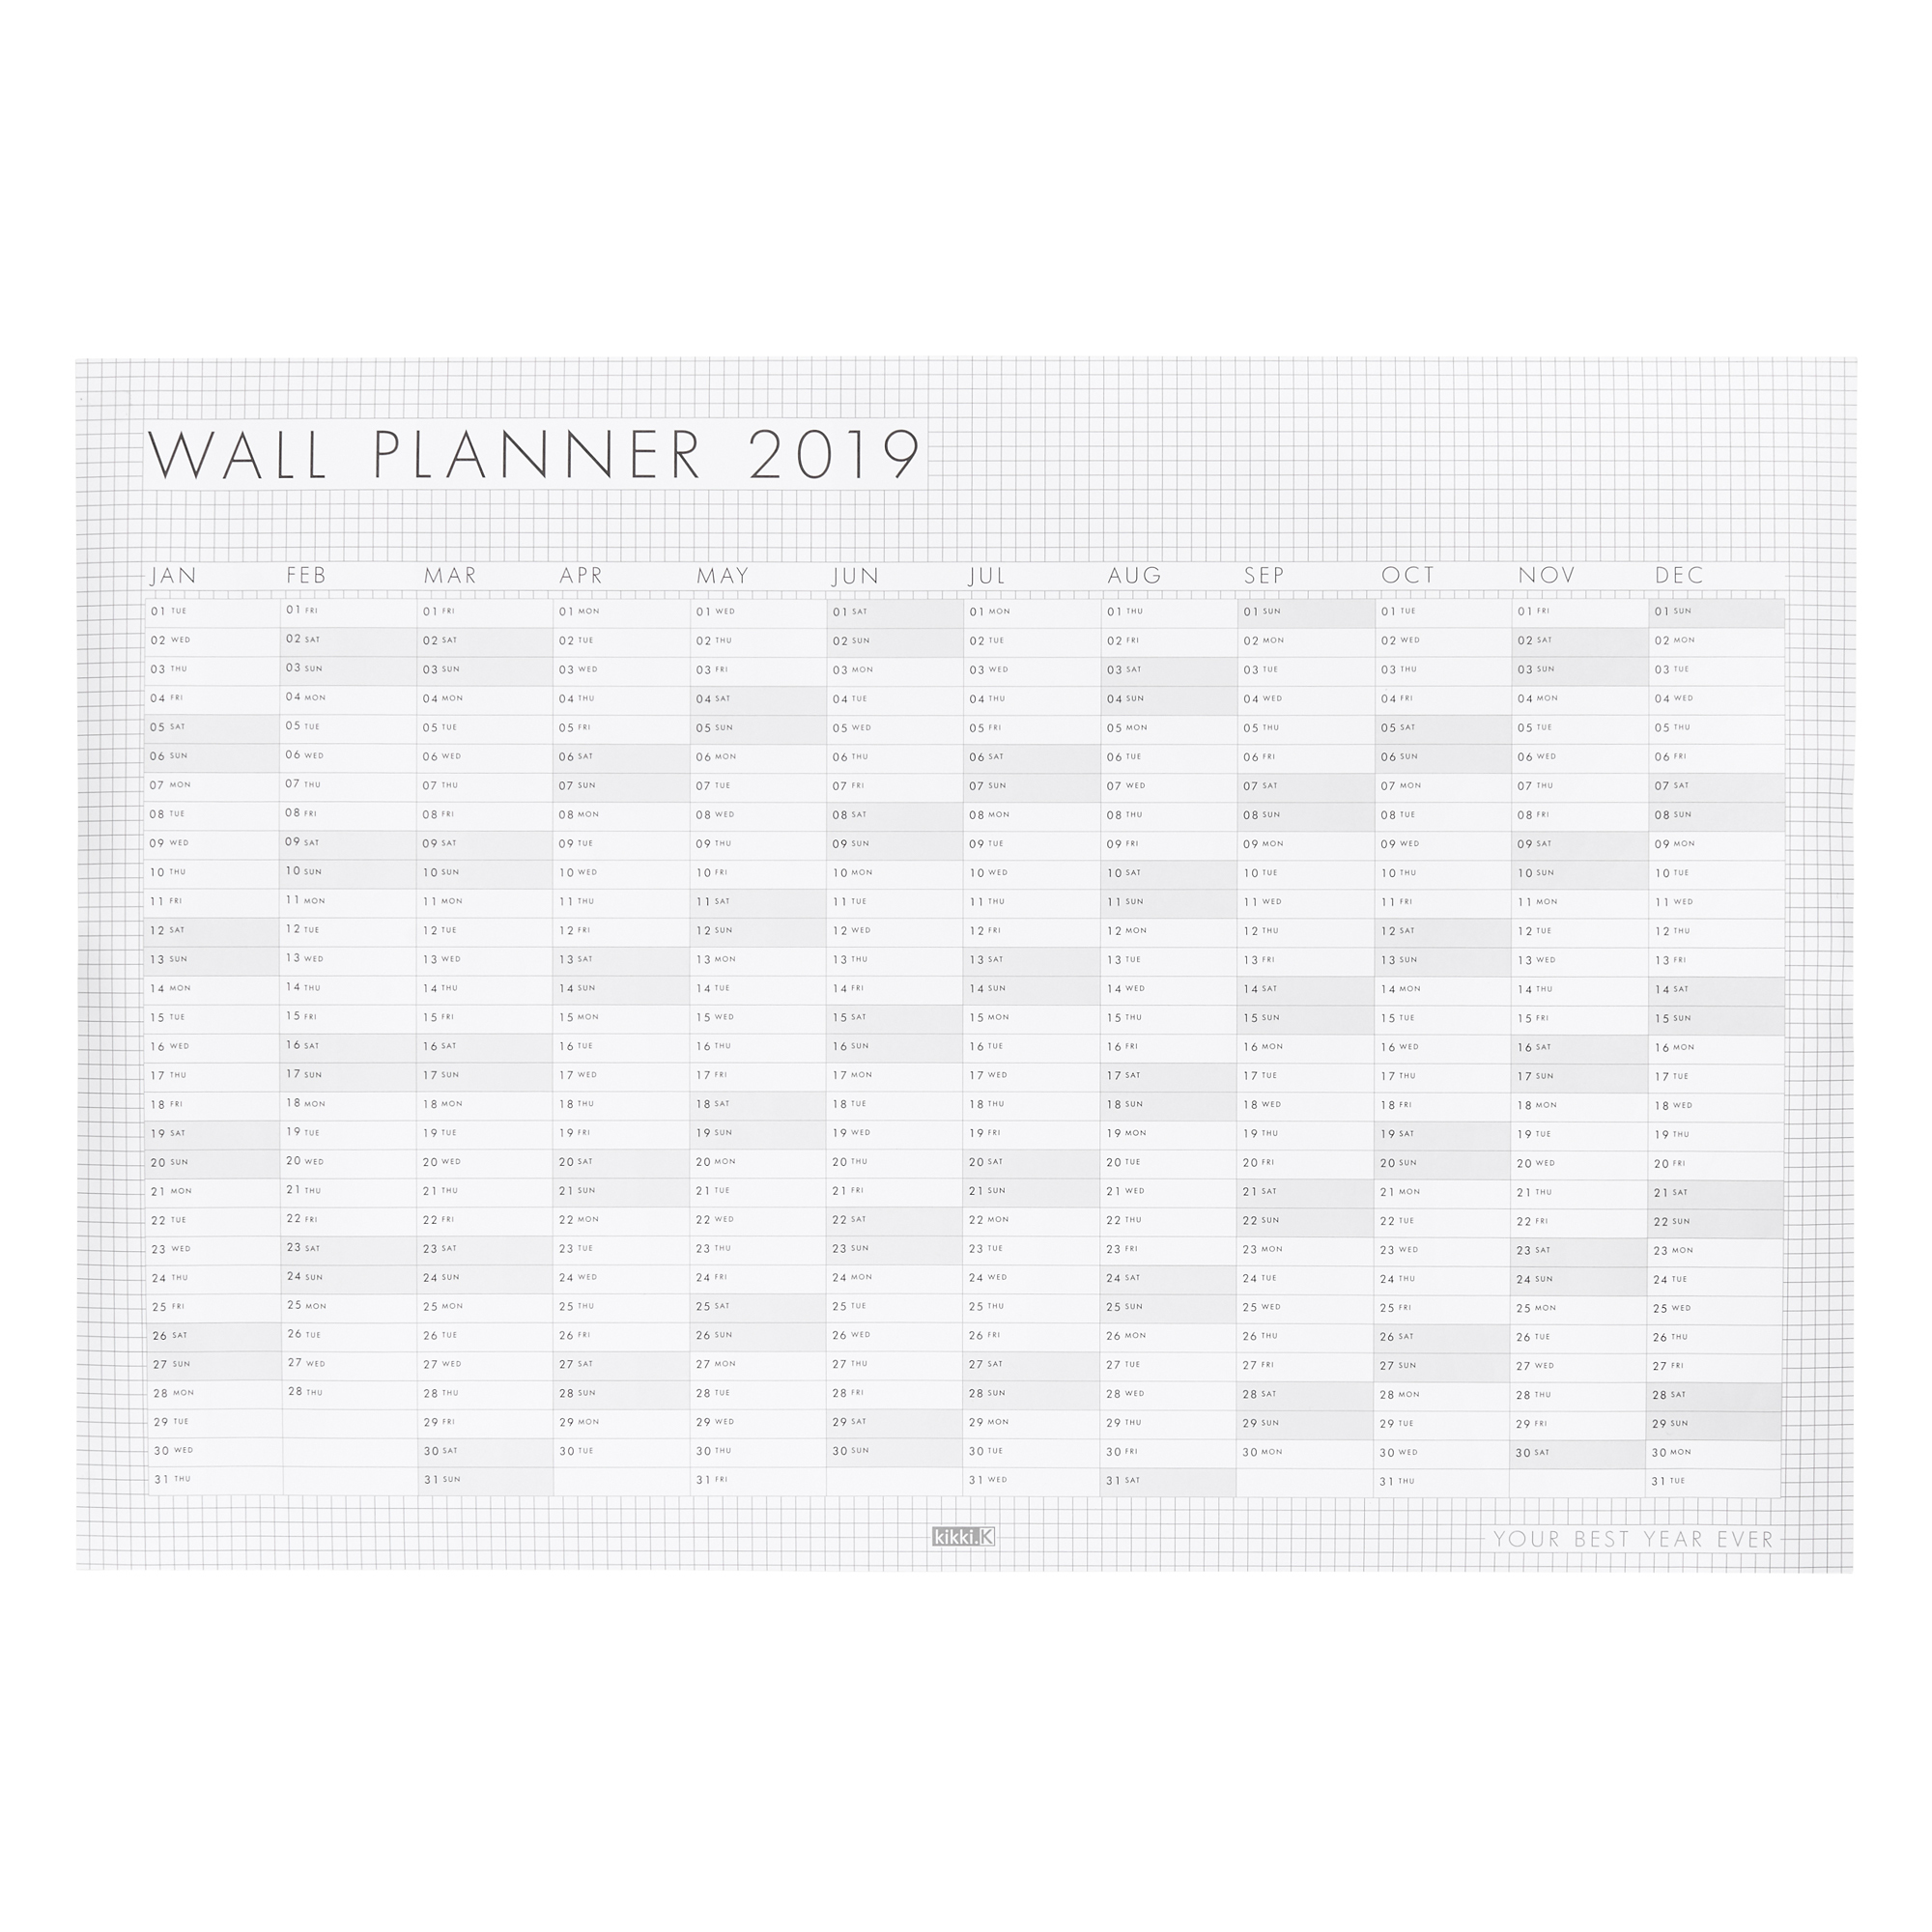 WALL PLANNER 2019
JAN FEB MAR APR MAY JUN JUL AUG SEP OCT NOV DEC
01 TUE 01 FRI 01 FRI 01 MON 01 WED 01 SAT 01 MON 01 THU 01 SUN 01 TUE 01 FRI 01 SUN
02 WED 02 SAT 02 SAT 02 TUE 02 THU 02 SUN 02 TUE 02 FRI 02 MON 02 WED 02 SAT 02 MON
03 THU 03 SUN 03 SUN 03 WED 03 FRI 03 MON 03 WED 03 SAT 03 TUE 03 THU 03 SUN 03 TUE
04 FRI 04 MON 04 MON 04 THU 04 SAT 04 TUE 04 THU 04 SUN 04 WED 04 FRI 04 MON 04 WED
05 SAT 05 TUE 05 TUE 05 FRI 05 SUN 05 WED 05 FRI 05 MON 05 THU 05 SAT 05 TUE 05 THU
06 SUN 06 WED 06 WED 06 SAT 06 MON 06 THU 06 SAT 06 TUE 06 FRI 06 SUN 06 WED 06 FRI
07 MON 07 THU 07 THU 07 SUN 07 TUE 07 FRI 07 SUN 07 WED 07 SAT 07 MON 07 THU 07 SAT
08 TUE 08 FRI 08 FRI 08 MON 08 WED 08 SAT 08 MON 08 THU 08 SUN 08 TUE 08 FRI 08 SUN
09 WED 09 SAT 09 SAT 09 TUE 09 THU 09 SUN 09 TUE 09 FRI 09 MON 09 WED 09 SAT 09 MON
10 THU 10 SUN 10 SUN 10 WED 10 FRI 10 MON 10 WED 10 SAT 10 TUE 10 THU 10 SUN 10 TUE
11 FRI 11 MON 11 MON 11 THU 11 SAT 11 TUE 11 THU 11 SUN 11 WED 11 FRI 11 MON 11 WED
12 SAT 12 TUE 12 TUE 12 FRI 12 SUN 12 WED 12 FRI 12 MON 12 THU 12 SAT 12 TUE 12 THU
13 SUN 13 WED 13 WED 13 SAT 13 MON 13 THU 13 SAT 13 TUE 13 FRI 13 SUN 13 WED 13 FRI
14 MON 14 THU 14 THU 14 SUN 14 TUE 14 FRI 14 SUN 14 WED 14 SAT 14 MON 14 THU 14 SAT
15 TUE 15 FRI 15 FRI 15 MON 15 WED 15 SAT 15 MON 15 THU 15 SUN 15 TUE 15 FRI 15 SUN
16 WED 16 SAT 16 SAT 16 TUE 16 THU 16 SUN 16 TUE 16 FRI 16 MON 16 WED 16 SAT 16 MON
17 THU 17 SUN 17 SUN 17 WED 17 FRI 17 MON 17 WED 17 SAT 17 TUE 17 THU 17 SUN 17 TUE
18 FRI 18 MON 18 MON 18 THU 18 SAT 18 TUE 18 THU 18 SUN 18 WED 18 FRI 18 MON 18 WED
19 SAT 19 TUE 19 TUE 19 FRI 19 SUN 19 WED 19 FRI 19 MON 19 THU 19 SAT 19 TUE 19 THU
20 SUN 20 WED 20 WED 20 SAT 20 MON 20 THU 20 SAT 20 TUE 20 FRI 20 SUN 20 WED 20 FRI
21 MON 21 THU 21 THU 21 SUN 21 TUE 21 FRI 21 SUN 21 WED 21 SAT 21 MON 21 THU 21 SAT
22 TUE 22 FRI 22 FRI 22 MON 22 WED 22 SAT 22 MON 22 THU 22 SUN 22 TUE 22 FRI 22 SUN
23 WED 23 SAT 23 SAT 23 TUE 23 THU 23 SUN 23 TUE 23 FRI 23 MON 23 WED 23 SAT 23 MON
24 THU 24 SUN 24 SUN 24 WED 24 FRI 24 MON 24 WED 24 SAT 24 TUE 24 THU 24 SUN 24 TUE
25 FRI 25 MON 25 MON 25 THU 25 SAT 25 TUE 25 THU 25 SUN 25 WED 25 FRI 25 MON 25 WED
26 SAT 26 TUE 26 TUE 26 FRI 26 SUN 26 WED 26 FRI 26 MON 26 THU 26 SAT 26 TUE 26 THU
27 SUN 27 WED 27 WED 27 SAT 27 MON 27 THU 27 SAT 27 TUE 27 FRI 27 SUN 27 WED 27 FRI
28 MON 28 THU 28 THU 28 SUN 28 TUE 28 FRI 28 SUN 28 WED 28 SAT 28 MON 28 THU 28 SAT
29 TUE 29 FRI 29 MON 29 WED 29 SAT 29 MON 29 THU 29 SUN 29 TUE 29 FRI 29 SUN
30 WED 30 SAT 30 TUE 30 THU 30 SUN 30 TUE 30 FRI 30 MON 30 WED 30 SAT 30 MON
31 THU 31 SUN 31 FRI 31 WED 31 SAT 31 THU 31 TUE
kikki.K
YOUR BEST YEAR EVER